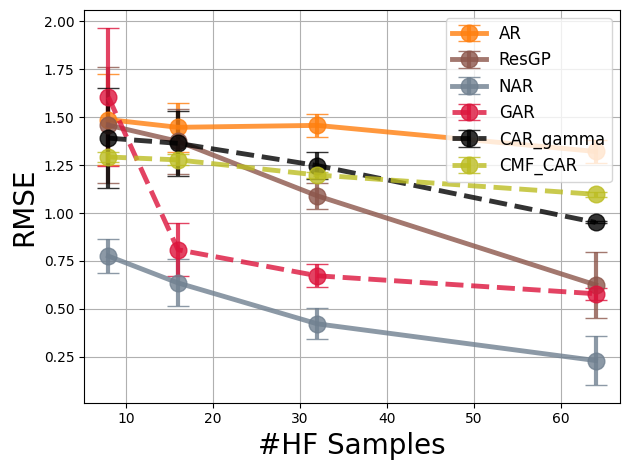 2.00
1.75
1.50
1.25
1.00
0.75
0.50
0.25
RMSE
10
20
30
40
50
60
#HF Samples
AR
ResGP
NAR
GAR
CAR_gamma
CMF_CAR